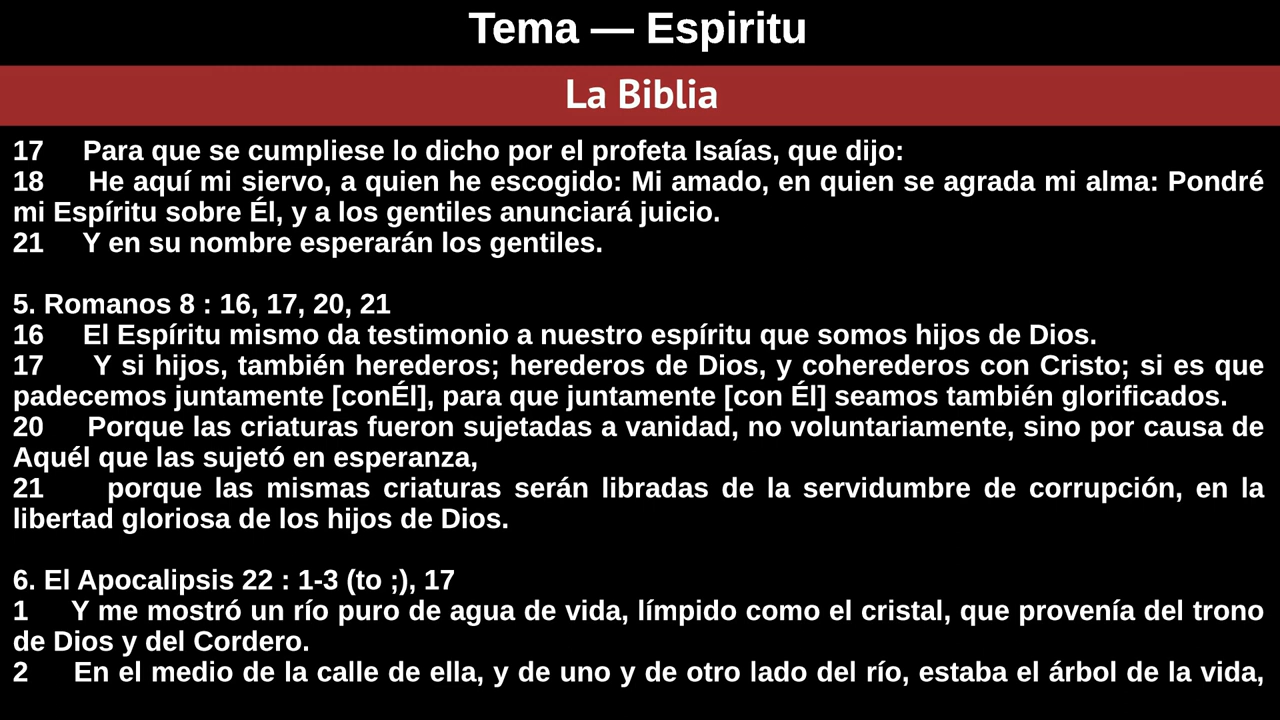 Tema — Espiritu
La Biblia
17 Para que se cumpliese lo dicho por el profeta Isaías, que dijo:
18 He aquí mi siervo, a quien he escogido: Mi amado, en quien se agrada mi alma: Pondré
mi Espíritu sobre Él, y a los gentiles anunciará juicio.
21 Y en su nombre esperarán los gentiles.
5. Romanos 8 : 16, 17, 20, 21
16 El Espíritu mismo da testimonio a nuestro espíritu que somos hijos de Dios.
17 Y si hijos, también herederos; herederos de Dios, y coherederos con Cristo; si es que
padecemos juntamente [conÉl], para que juntamente [con Él] seamos también glorificados.
20 Porque las criaturas fueron sujetadas a vanidad, no voluntariamente, sino por causa de
Aquél que las sujetó en esperanza,
21 porque las mismas criaturas serán libradas de la servidumbre de corrupción, en la
libertad gloriosa de los hijos de Dios.
6. El Apocalipsis 22 : 1-3 (to ;), 17
1 Y me mostró un río puro de agua de vida, límpido como el cristal, que provenía del trono
de Dios y del Cordero.
2 En el medio de la calle de ella, y de uno y de otro lado del río, estaba el árbol de la vida,